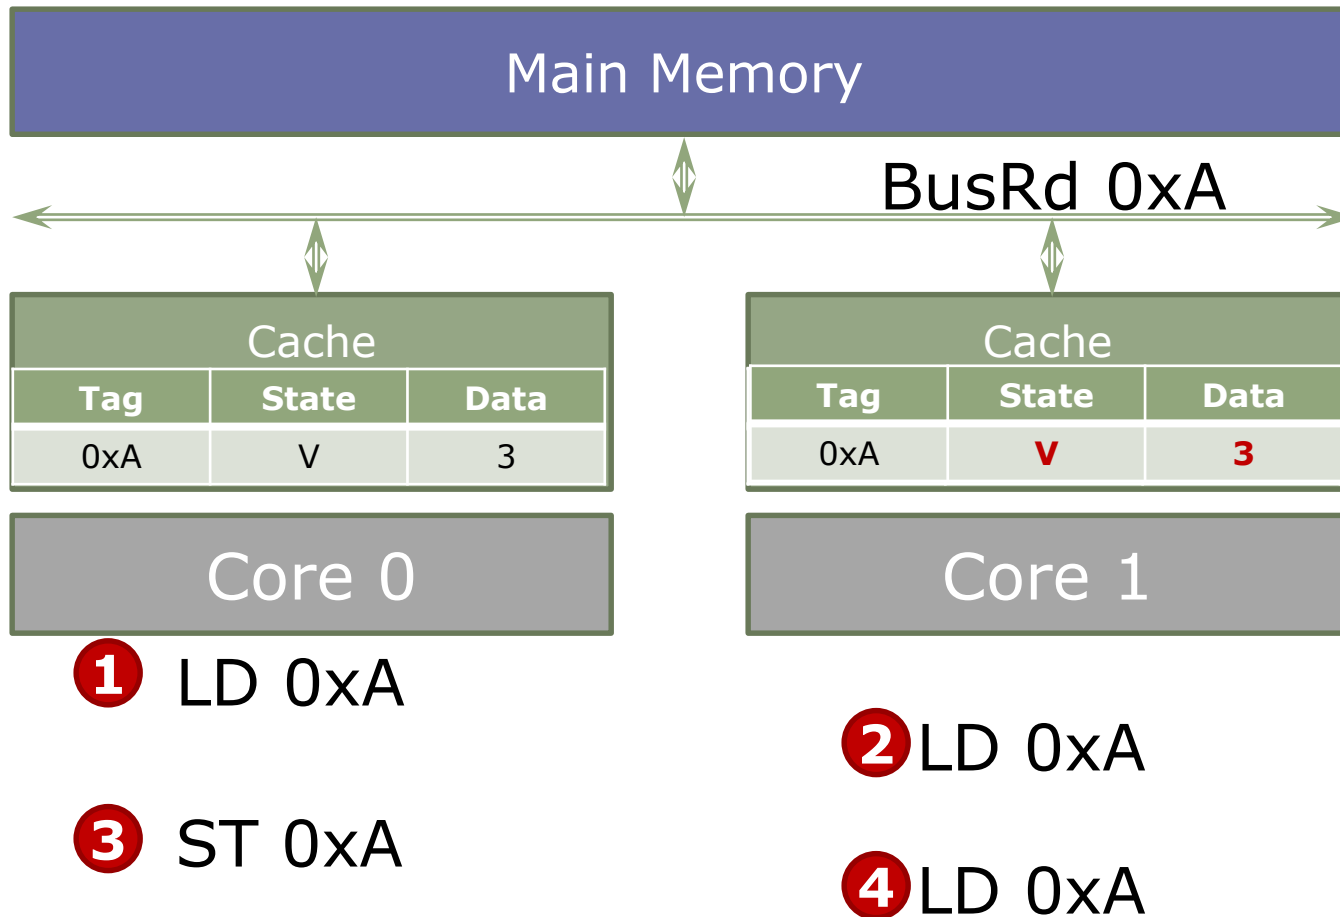 Main Memory
BusRd 0xA
Cache
Tag State Data
0xA V 3
Cache
Tag State Data
0xA V 3
Core 0
Core 1
1 LD 0xA
2 LD 0xA
3 ST 0xA
4 LD 0xA